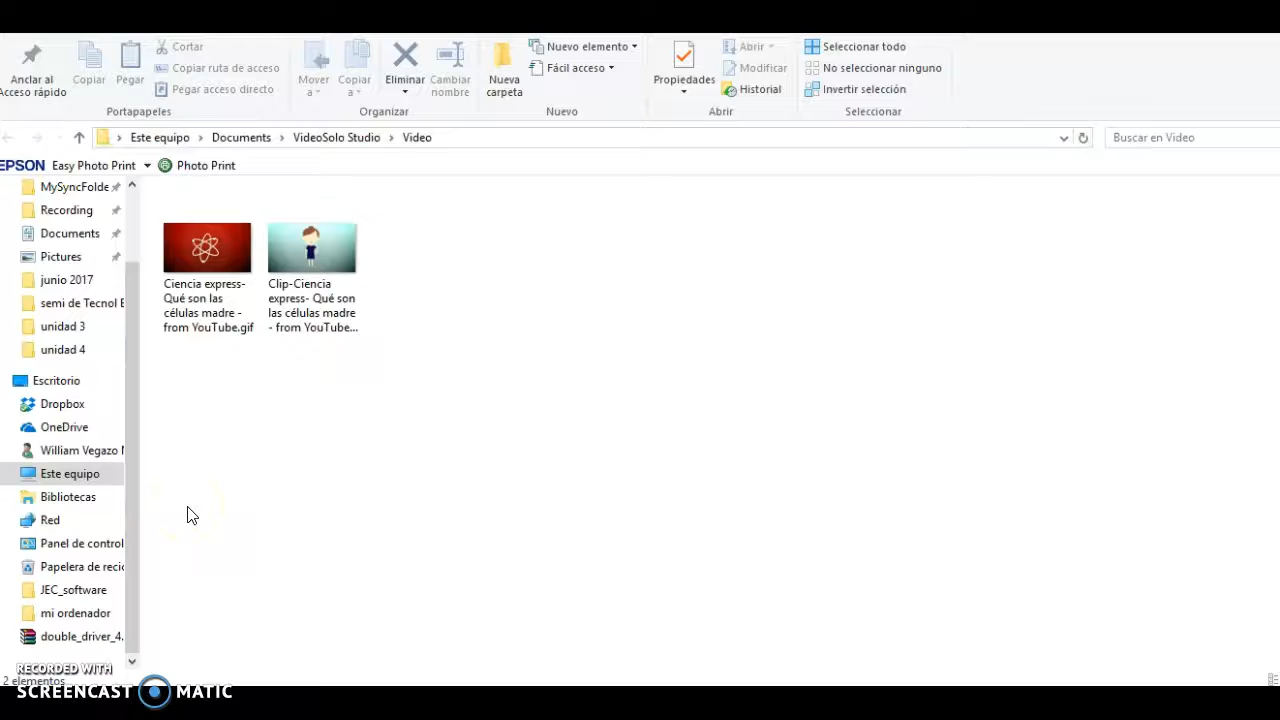 Anclar al
Acceso rápido
Copiar
Pegar
Cortar
Copiar ruta de acceso
Pegar acceso directo
Portapapeles
Mover
a
Copiar
a
Eliminar
Cambiar
nombre
Organizar
Nueva
carpeta
Nuevo elemento
Fácil acceso
Nuevo
Propiedades
Abrir
Modificar
Historial
Abrir
Seleccionar todo
No seleccionar ninguno
Invertir selección
Seleccionar
Este equipo > Documents > VideoSolo Studio > Video
Buscar en Video
EPSON Easy Photo Print Photo Print
MySyncFolde
Recording
Documents
Pictures
junio 2017
semi de Tecnol E
unidad 3
unidad 4
Escritorio
Dropbox
OneDrive
William Vegazo
Este equipo
Bibliotecas
Red
Panel de control
Papelera de reci
JEC_software
mi ordenador
double_driver_4.
Ciencia express-
Qué son las
células madre -
from YouTube.gif
Clip-Ciencia
express- Qué son
las células madre
- from YouTube...
2 elementos
RECORDED WITH
SCREENCAST MATIC